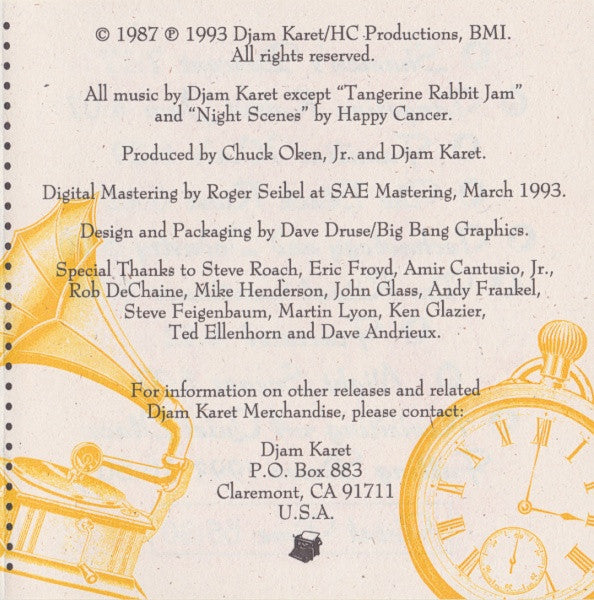 © 1987 ℗ 1993 Djam Karet/HC Productions, BMI.
All rights reserved.
All music by Djam Karet except “Tangerine Rabbit Jam”
and “Night Scenes” by Happy Cancer.
Produced by Chuck Oken, Jr. and Djam Karet.
Digital Mastering by Roger Seibel at SAE Mastering, March 1993.
Design and Packaging by Dave Druse/Big Bang Graphics.
Special Thanks to Steve Roach, Eric Froyd, Amir Cantusio, Jr.,
Rob DeChaine, Mike Henderson, John Glass, Andy Frankel,
Steve Feigenbaum, Martin Lyon, Ken Glazier,
Ted Ellenhorn and Dave Andrieux.
For information on other releases and related
Djam Karet Merchandise, please contact:
Djam Karet
P.O. Box 883
Claremont, CA 91711
U.S.A.